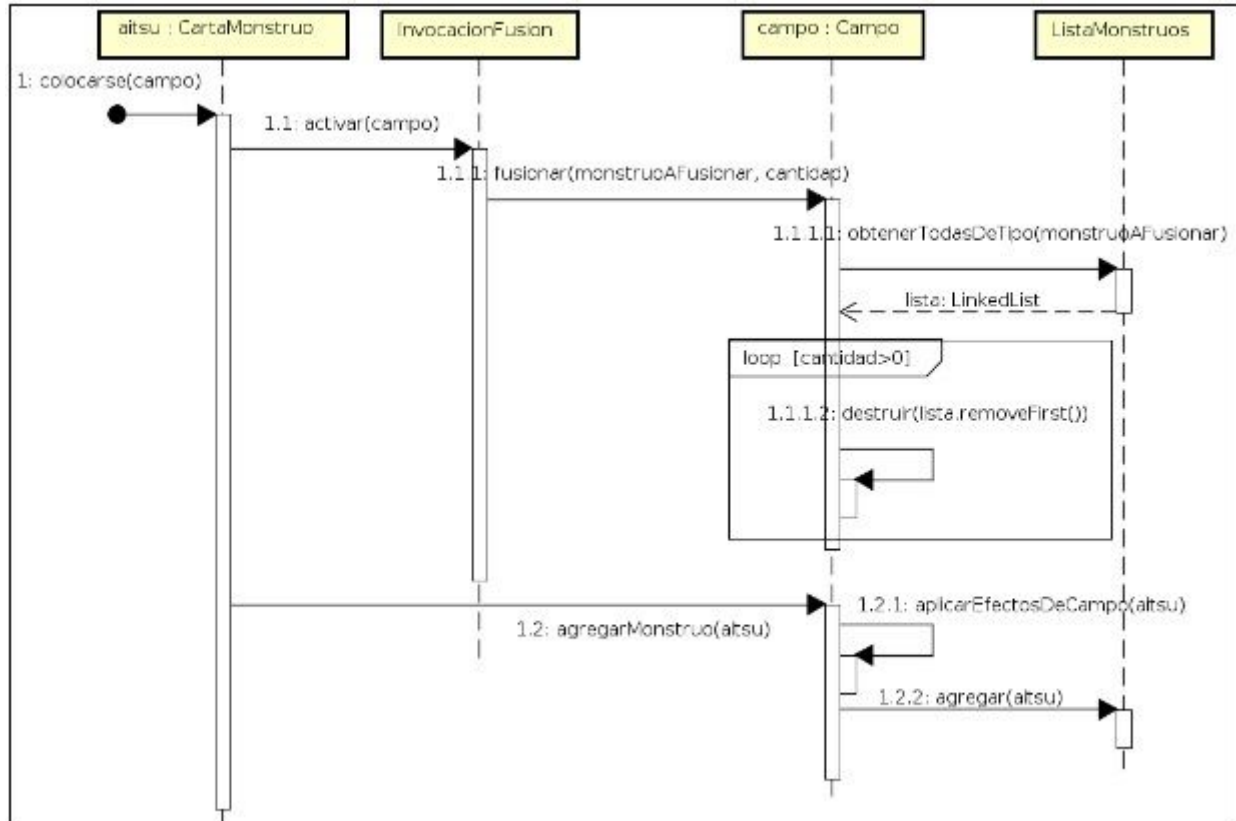 aitsu : CartaMonstruo
InvocacionFusion
campo : Campo
ListaMonstruos
1: colocarse(campo)
1.1: activar(campo)
1.1.1: fusionar(monstruoAFusionar, cantidad)
1.1.1.1: obtenerTodasDeTipo(monstruoAFusionar)
lista: LinkedList
loop [cantidad>0]
1.1.1.2: destruir(lista.removeFirst())
1.2: agregarMonstruo(aitsu)
1.2.1: aplicarEfectosDeCampo(aitsu)
1.2.2: agregar(aitsu)